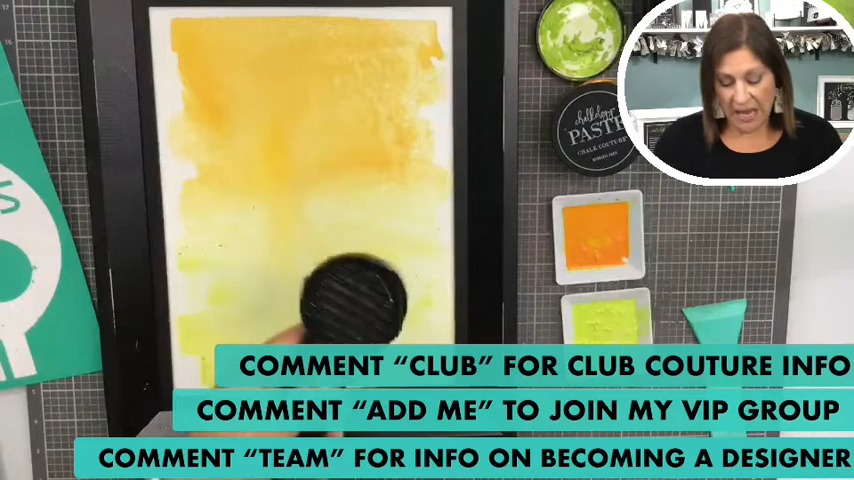 chalkology
PASTE
CHALK COUTURE
S
COMMENT “CLUB” FOR CLUB COUTURE INFO
COMMENT “ADD ME” TO JOIN MY VIP GROUP
COMMENT “TEAM” FOR INFO ON BECOMING A DESIGNER